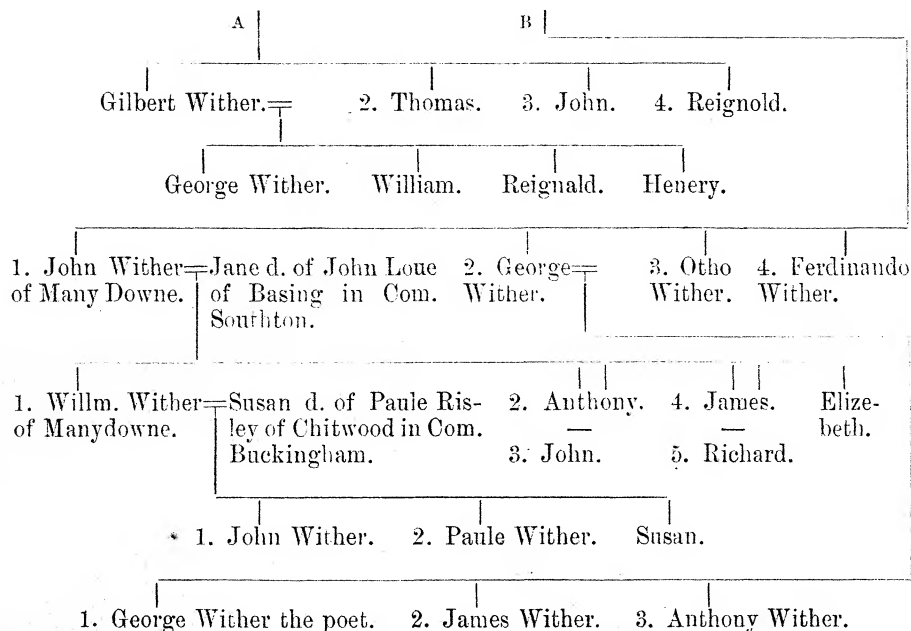 A B
Gilbert Wither. 2. Thomas. 3. John. 4. Reignold.
George Wither. William. Reignald. Henery.
1. John Wither of Many Downe.
Jane d. of John Loue of Basing in Com. Southton.
2. George Wither.
3. Otho Wither.
4. Ferdinando Wither.
1. Willm. Wither of Manydowne.
Susan d. of Paule Ris-
ley of Chitwood in Com.
Buckingham.
2. Anthony.
3. John.
4. James.
5. Richard.
Elize-
beth.
1. John Wither. 2. Paule Wither. Susan.
1. George Wither the poet. 2. James Wither. 3. Anthony Wither.